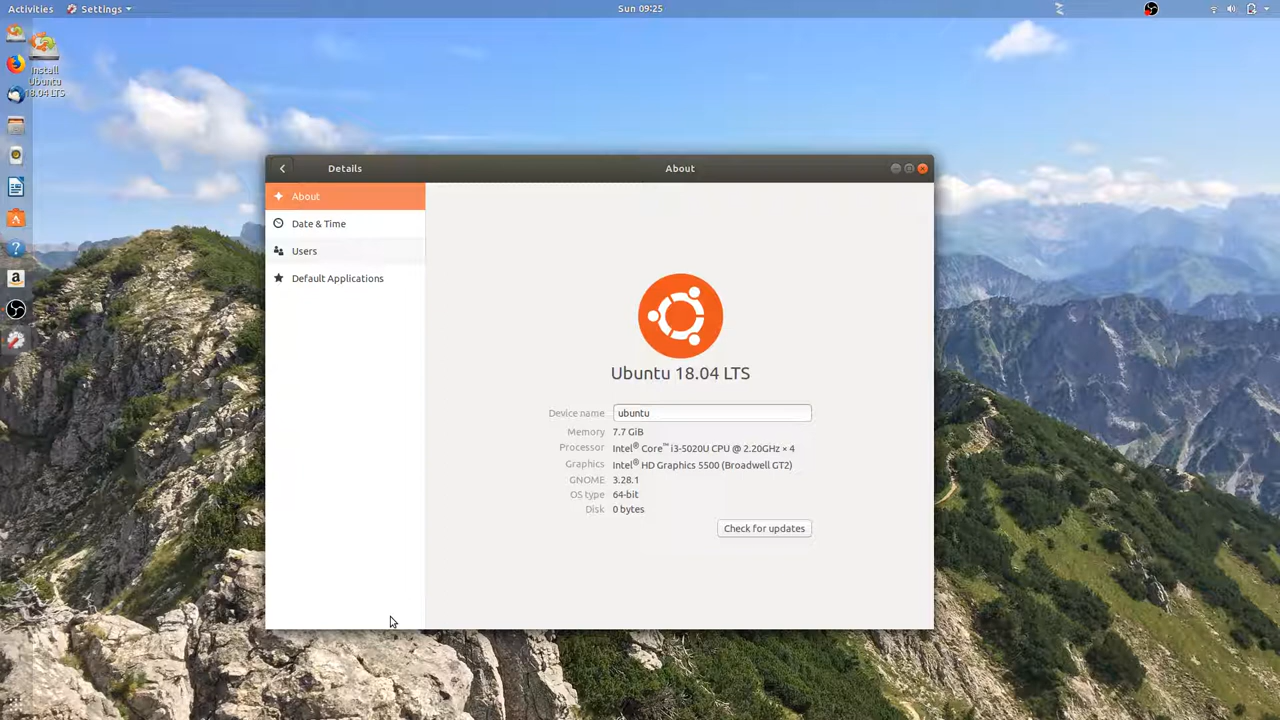 Activities
Settings
Sun 09:25
Install
Ubuntu
18.04 LTS
Details
About
About
Date & Time
Users
Default Applications
Ubuntu 18.04 LTS
Device name ubuntu
Memory 7.7 GiB
Processor Intel® Core™ i3-5020U CPU @ 2.20GHz × 4
Graphics Intel® HD Graphics 5500 (Broadwell GT2)
GNOME 3.28.1
OS type 64-bit
Disk 0 bytes
Check for updates